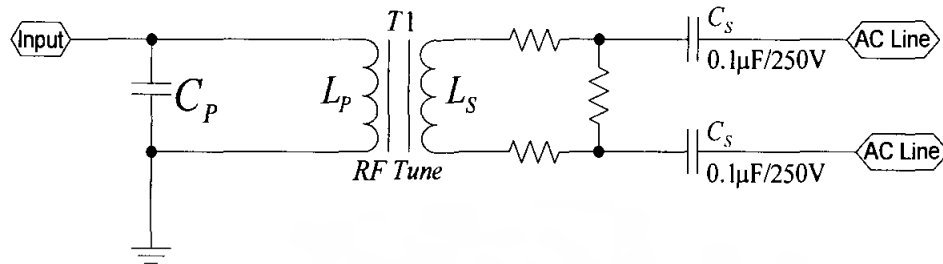 Input
C_P
L_P
T1
L_S
RF Tune
C_S
0.1μF/250V
AC Line
C_S
0.1μF/250V
AC Line